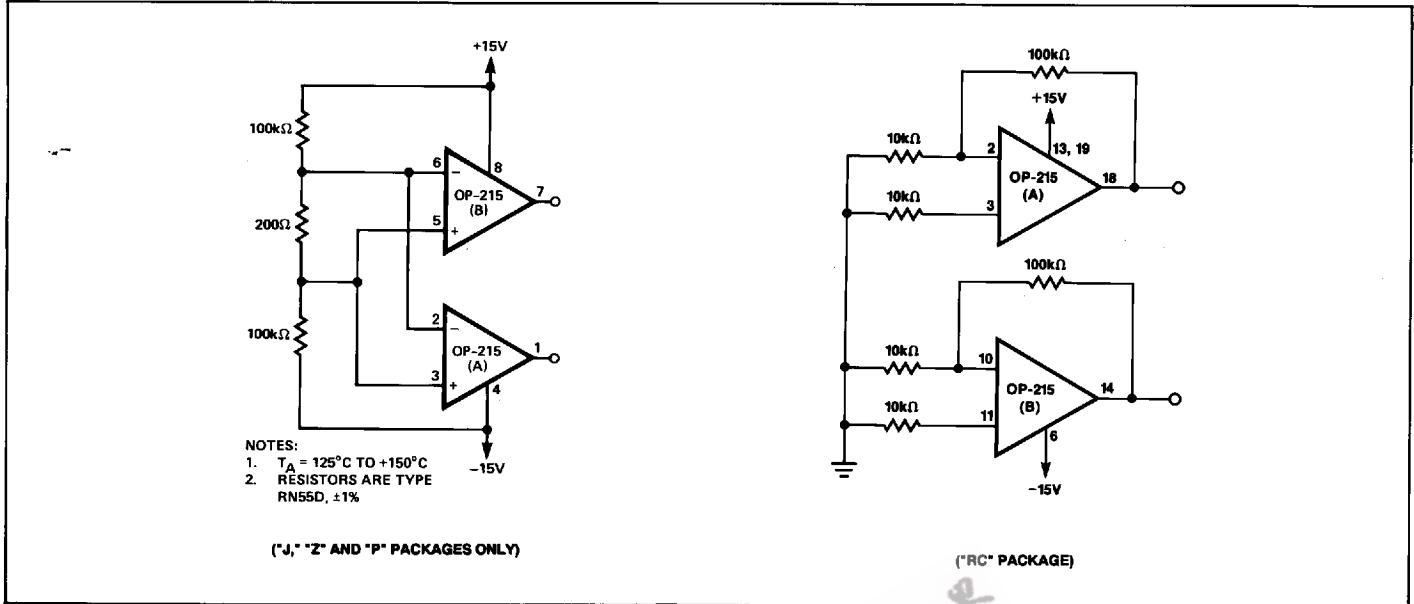 +15V
100kΩ
6
−
8
OP-215
(B)
7
200Ω
5
+
100kΩ
2
−
OP-215
(A)
1
3
+
4
−15V
NOTES:
1. TA = 125°C TO +150°C
2. RESISTORS ARE TYPE
RN55D, ±1%
("J," "Z" AND "P" PACKAGES ONLY)
100kΩ
+15V
10kΩ
2
13, 19
OP-215
(A)
18
10kΩ
3
100kΩ
10kΩ
10
OP-215
(B)
14
10kΩ
11
6
−15V
("RC" PACKAGE)